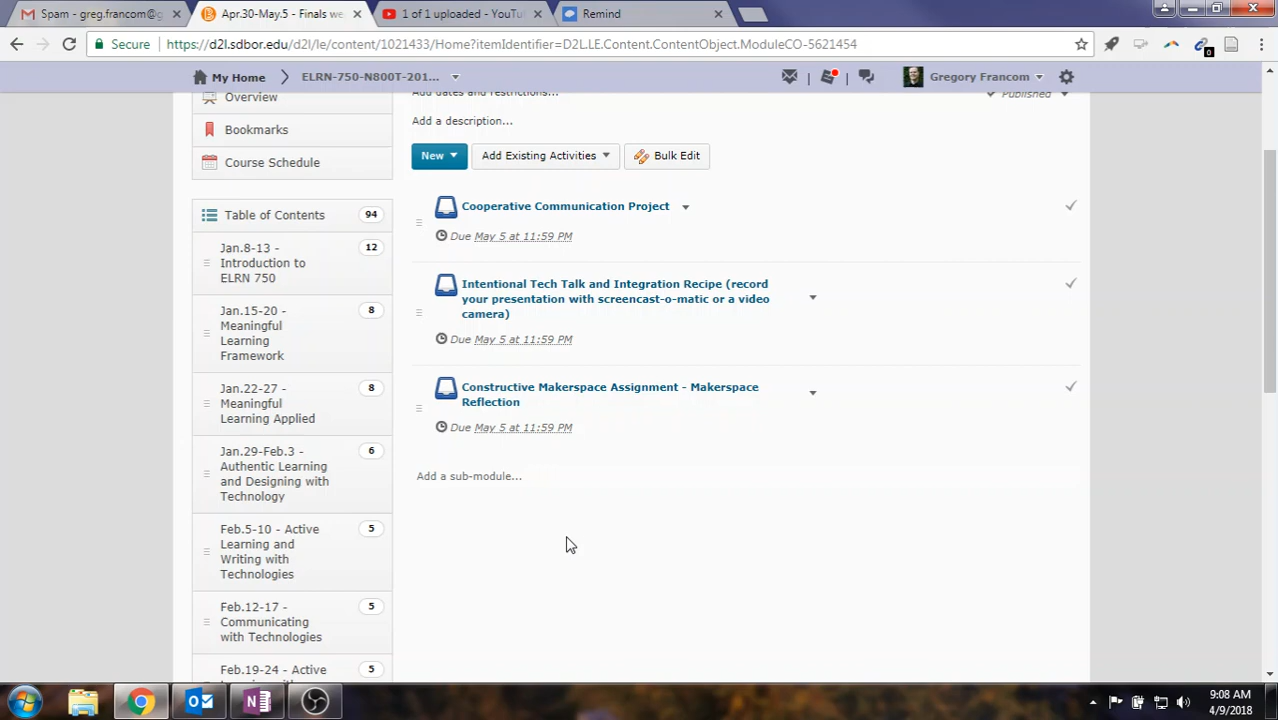 Spam - greg.francom@g
Apr.30-May.5 - Finals we
1 of 1 uploaded - YouTu
Remind
Secure
https://d2l.sdbor.edu/d2l/le/content/1021433/Home?itemIdentifier=D2L.LE.Content.ContentObject.ModuleCO-5621454
0
My Home
ELRN-750-N800T-201...
Gregory Francom
Overview
Bookmarks
Course Schedule
Table of Contents 94
Jan.8-13 - 12
Introduction to
ELRN 750
Jan.15-20 - 8
Meaningful
Learning
Framework
Jan.22-27 - 8
Meaningful
Learning Applied
Jan.29-Feb.3 - 6
Authentic Learning
and Designing with
Technology
Feb.5-10 - Active 5
Learning and
Writing with
Technologies
Feb.12-17 - 5
Communicating
with Technologies
Feb.19-24 - Active 5
Add dates and restrictions...
Published
Add a description...
New
Add Existing Activities
Bulk Edit
Cooperative Communication Project
Due May 5 at 11:59 PM
Intentional Tech Talk and Integration Recipe (record
your presentation with screencast-o-matic or a video
camera)
Due May 5 at 11:59 PM
Constructive Makerspace Assignment - Makerspace
Reflection
Due May 5 at 11:59 PM
Add a sub-module...
9:08 AM
4/9/2018